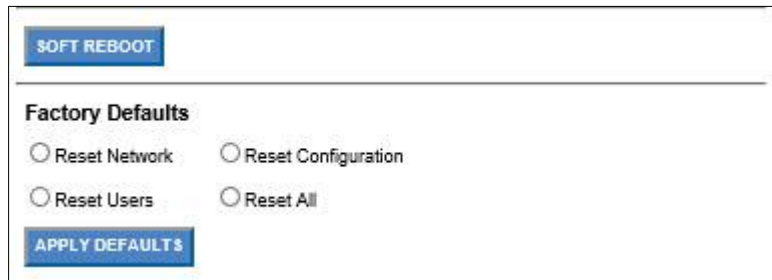 SOFT REBOOT
Factory Defaults
Reset Network Reset Configuration
Reset Users Reset All
APPLY DEFAULTS